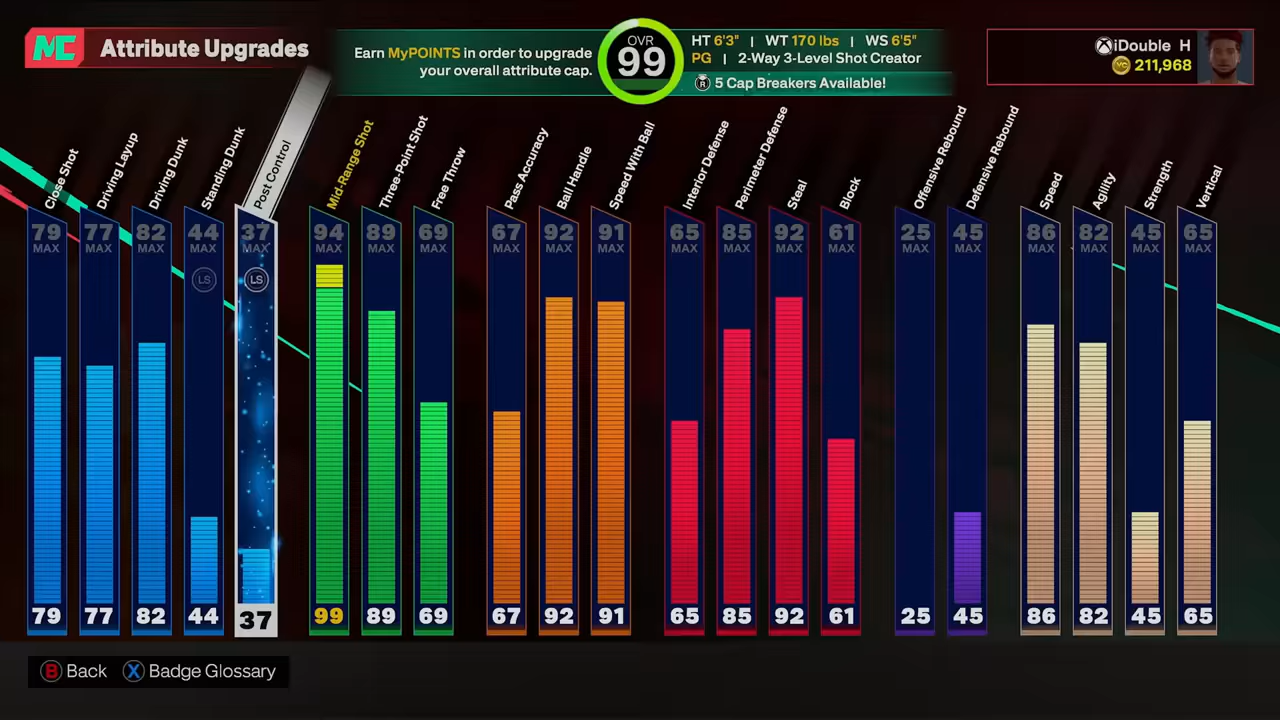 MC Attribute Upgrades
Earn MyPOINTS in order to upgrade
your overall attribute cap.
OVR
99
HT 6'3" | WT 170 lbs | WS 6'5"
PG | 2-Way 3-Level Shot Creator
R 5 Cap Breakers Available!
iDouble H
VC 211,968
Close Shot
Driving Layup
Driving Dunk
Standing Dunk
Post Control
Mid-Range Shot
Three-Point Shot
Free Throw
Pass Accuracy
Ball Handle
Speed With Ball
Interior Defense
Perimeter Defense
Steal
Block
Offensive Rebound
Defensive Rebound
Speed
Agility
Strength
Vertical
79 77 82 44 37 94 89 69 67 92 91 65 85 92 61 25 45 86 82 45 65
MAX MAX MAX MAX MAX MAX MAX MAX MAX MAX MAX MAX MAX MAX MAX MAX MAX MAX MAX MAX MAX
LS LS
79 77 82 44 37 99 89 69 67 92 91 65 85 92 61 25 45 86 82 45 65
B Back X Badge Glossary